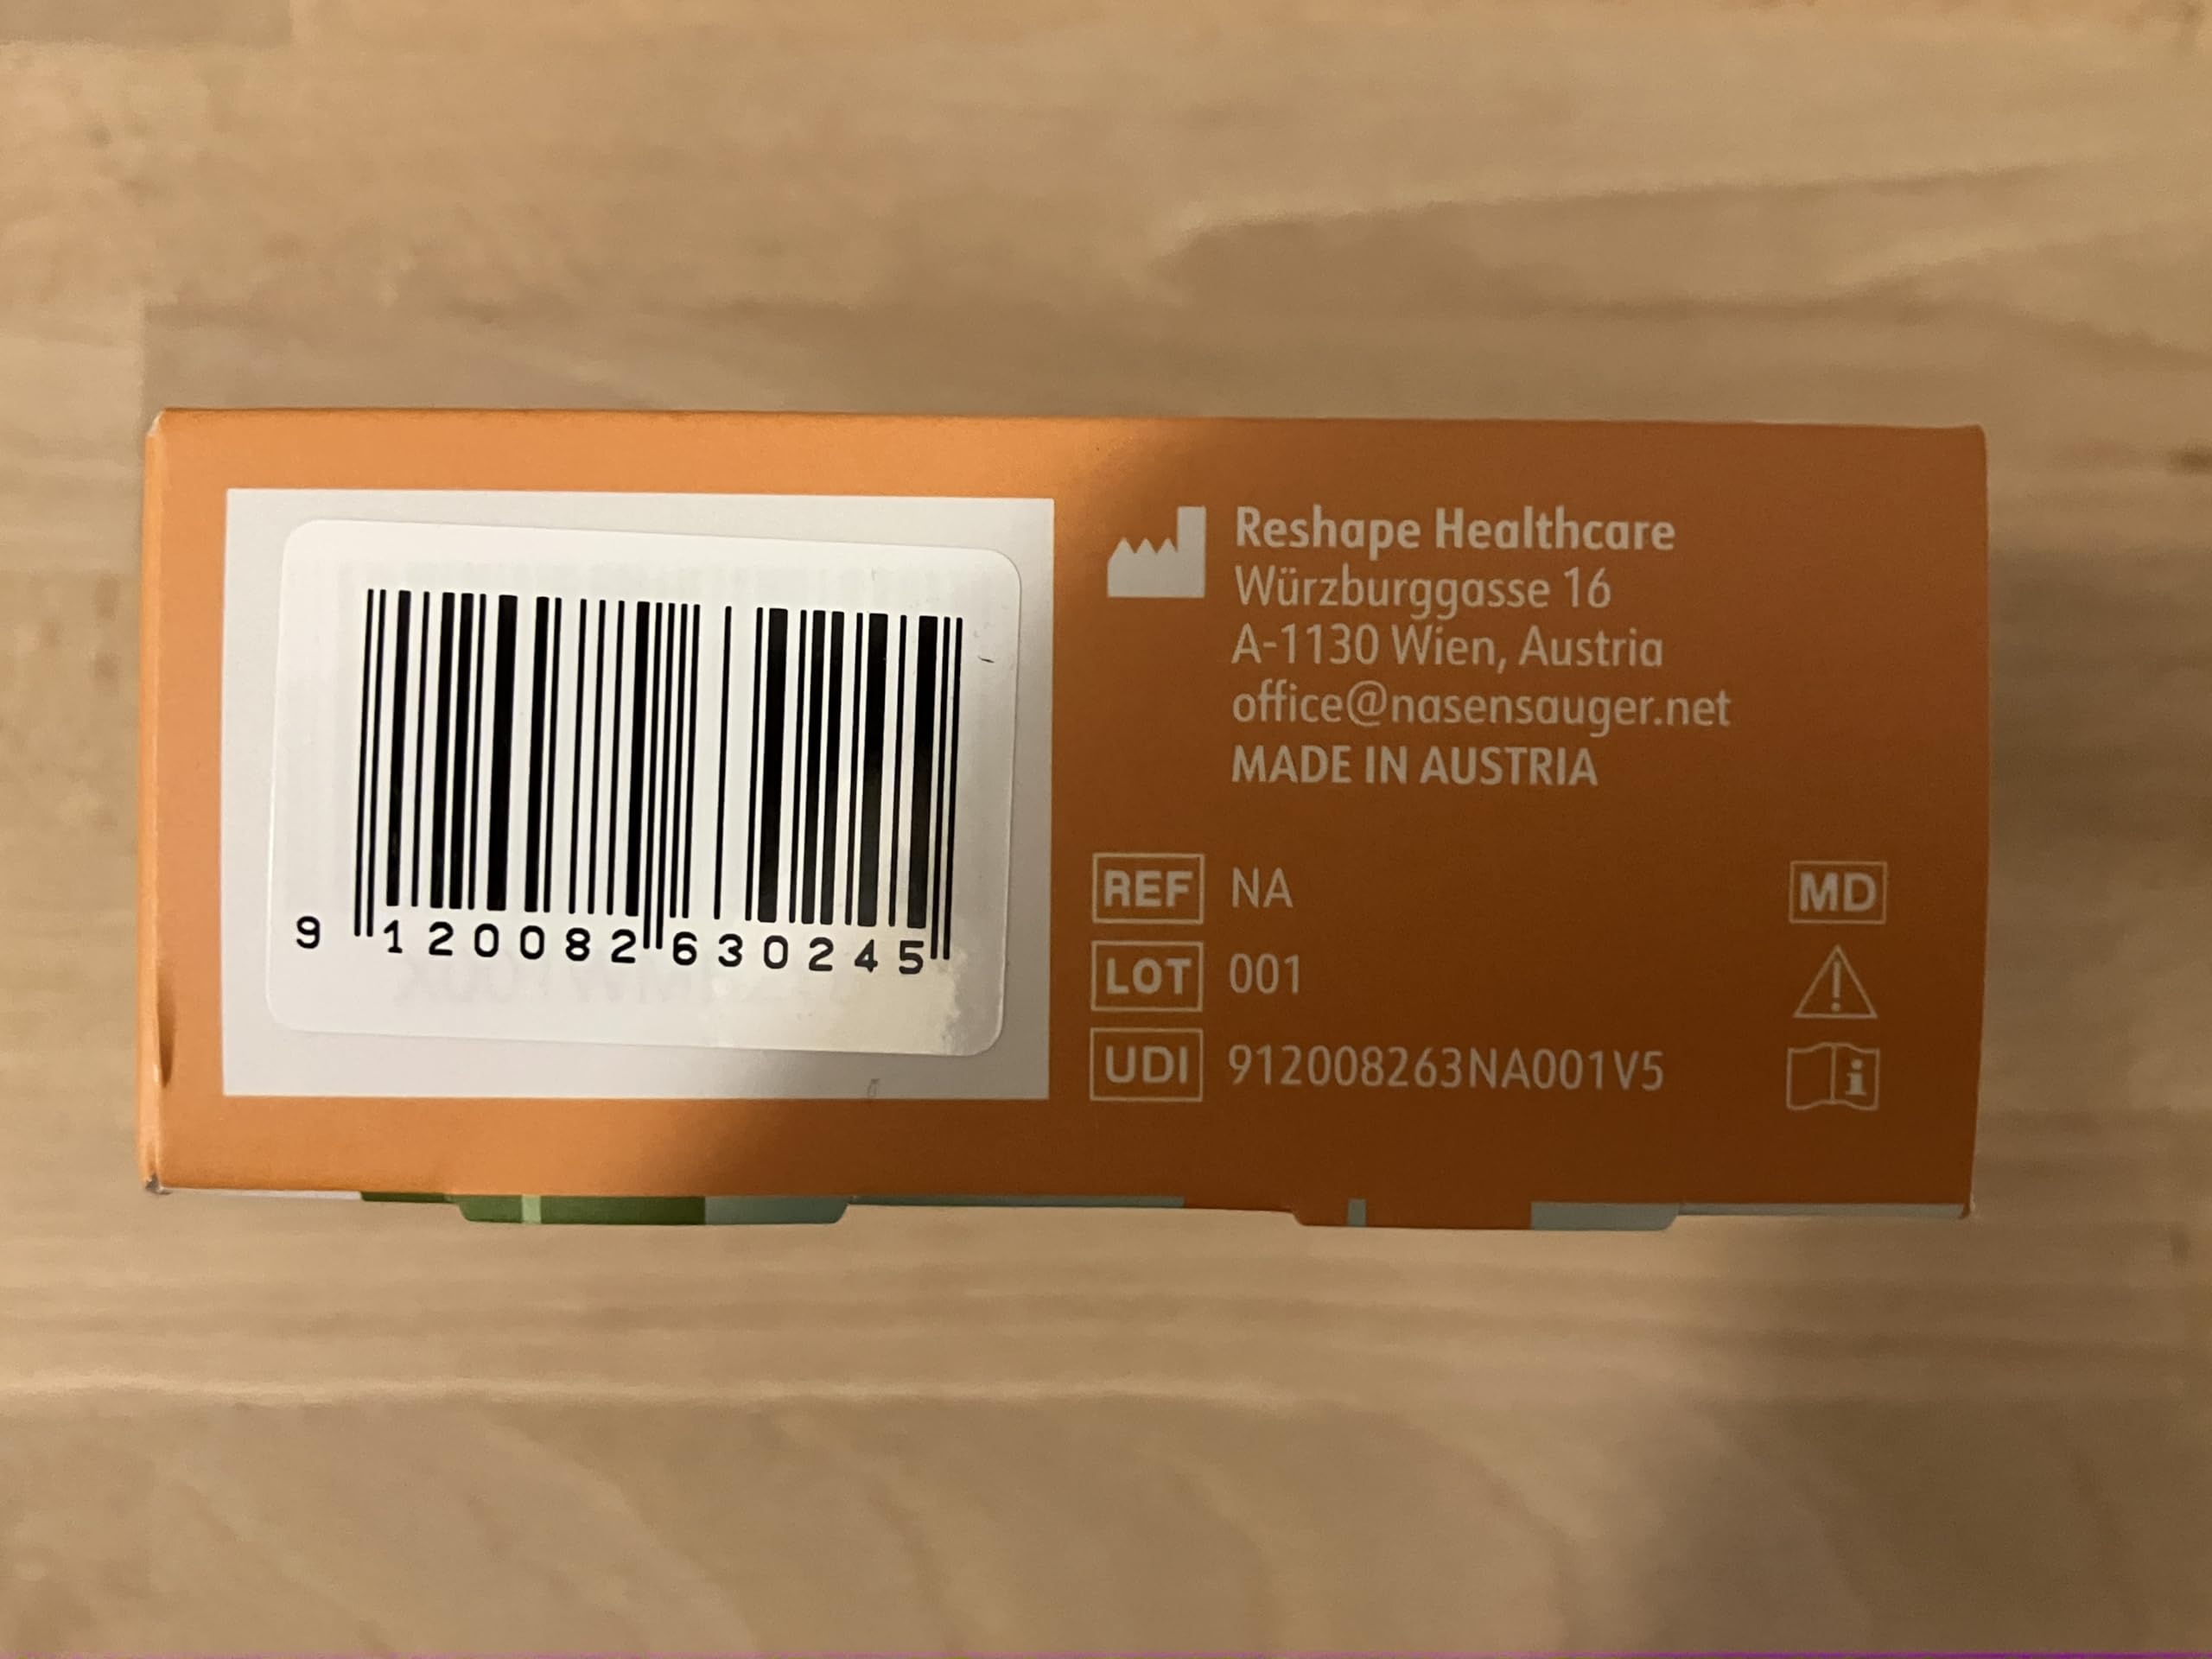 9 120082 630245
Reshape Healthcare
Würzburggasse 16
A-1130 Wien, Austria
office@nasensauger.net
MADE IN AUSTRIA
REF NA
MD
LOT 001
UDI 912008263NA001V5